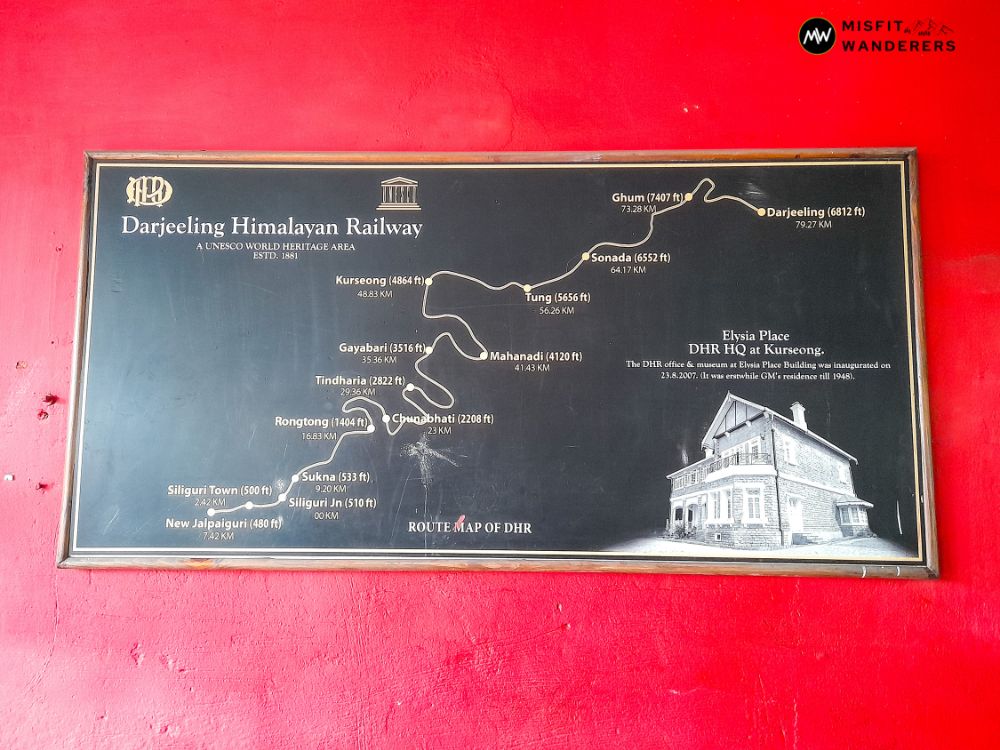 MW MISFIT
WANDERERS
DHR
Darjeeling Himalayan Railway
A UNESCO WORLD HERITAGE AREA
ESTD. 1881
Ghum (7407 ft)
73.28 KM
Darjeeling (6812 ft)
79.27 KM
Sonada (6552 ft)
64.17 KM
Kurseong (4864 ft)
48.83 KM
Tung (5656 ft)
56.26 KM
Gayabari (3516 ft)
35.36 KM
Mahanadi (4120 ft)
41.43 KM
Tindharia (2822 ft)
29.36 KM
Chunabhati (2208 ft)
23 KM
Rongtong (1404 ft)
16.83 KM
Sukna (533 ft)
9.20 KM
Siliguri Town (500 ft)
2.42 KM
Siliguri Jn (510 ft)
00 KM
New Jalpaiguri (480 ft)
7.42 KM
ROUTE MAP OF DHR
Elysia Place
DHR HQ at Kurseong.
The DHR office & museum at Elvsia Place Building was inaugurated on
23.8.2007. (It was erstwhile GM's residence till 1948).